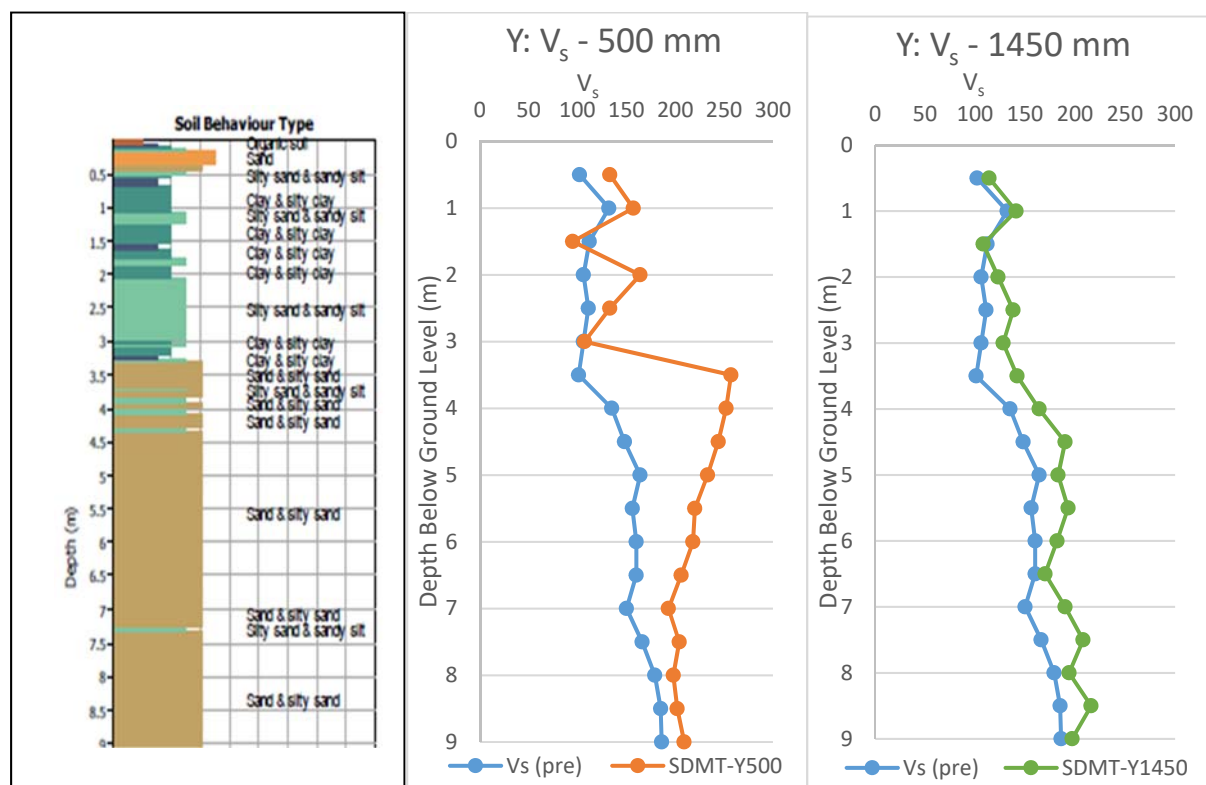 Soil Behaviour Type
Organic soil
Sand
Silty sand & sandy silt
Clay & silty clay
Silty sand & sandy silt
Clay & silty clay
Clay & silty clay
Clay & silty clay
Silty sand & sandy silt
Clay & silty clay
Clay & silty clay
Sand & silty sand
Silty sand & sandy silt
Sand & silty sand
Sand & silty sand
Sand & silty sand
Sand & silty sand
Silty sand & sandy silt
Sand & silty sand
0.5
1
1.5
2
2.5
3
3.5
4
4.5
5
5.5
6
6.5
7
7.5
8
8.5
9
Depth (m)
Y: Vs - 500 mm
Vs
0 50 100 150 200 250 300
0
1
2
3
4
5
6
7
8
9
Depth Below Ground Level (m)
Vs (pre) SDMT-Y500
Y: Vs - 1450 mm
Vs
0 50 100 150 200 250 300
0
1
2
3
4
5
6
7
8
9
Depth Below Ground Level (m)
Vs (pre) SDMT-Y1450